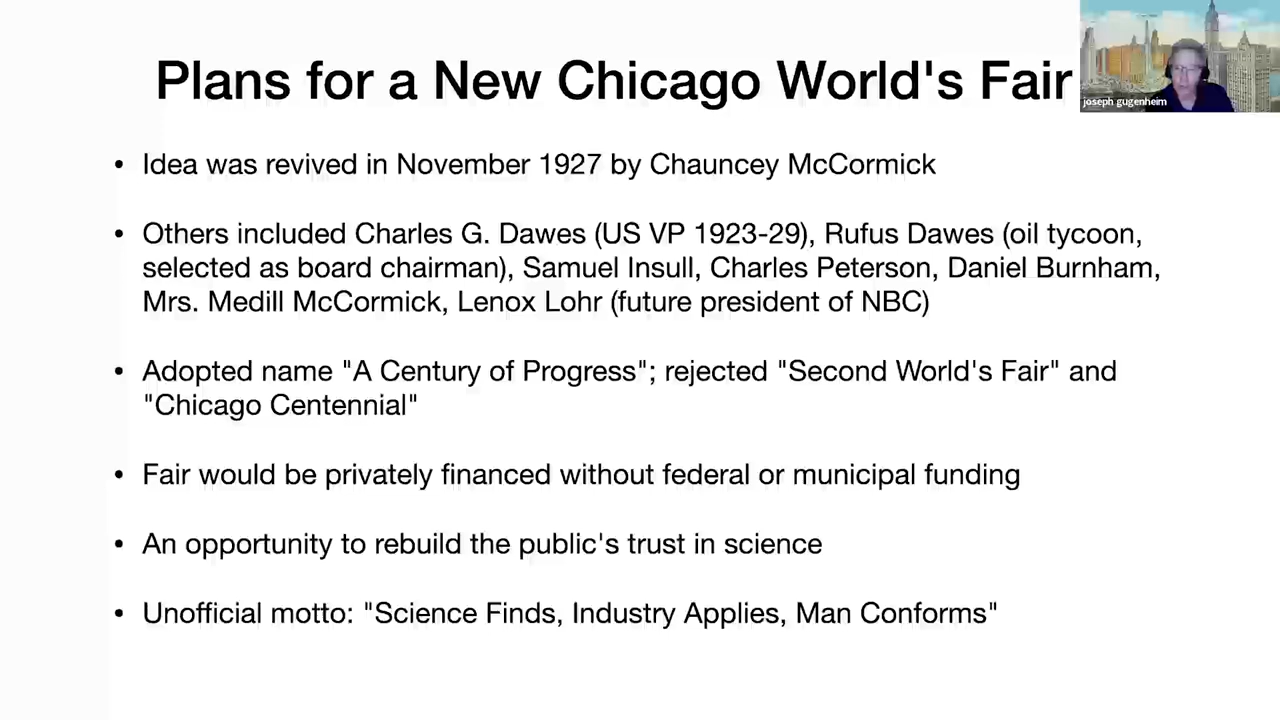 Plans for a New Chicago World's Fair
joseph gugenheim
• Idea was revived in November 1927 by Chauncey McCormick
• Others included Charles G. Dawes (US VP 1923-29), Rufus Dawes (oil tycoon,
selected as board chairman), Samuel Insull, Charles Peterson, Daniel Burnham,
Mrs. Medill McCormick, Lenox Lohr (future president of NBC)
• Adopted name "A Century of Progress"; rejected "Second World's Fair" and
"Chicago Centennial"
• Fair would be privately financed without federal or municipal funding
• An opportunity to rebuild the public's trust in science
• Unofficial motto: "Science Finds, Industry Applies, Man Conforms"